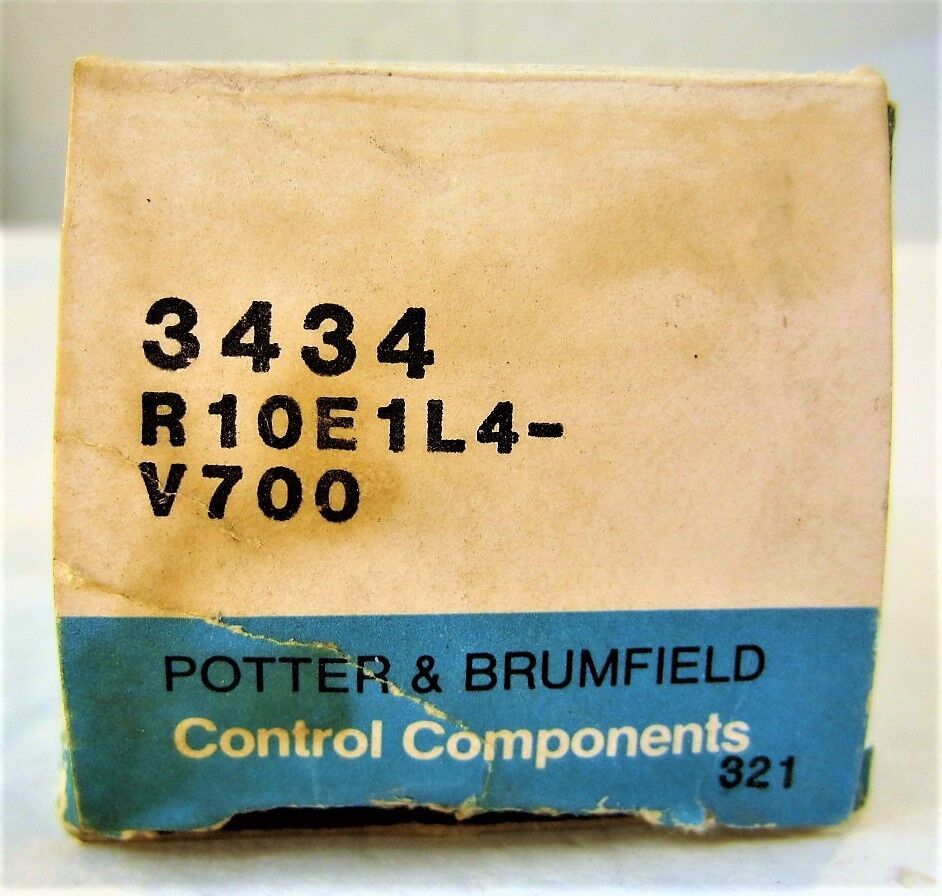 3434
R10E1L4-
V700
POTTER & BRUMFIELD
Control Components
321